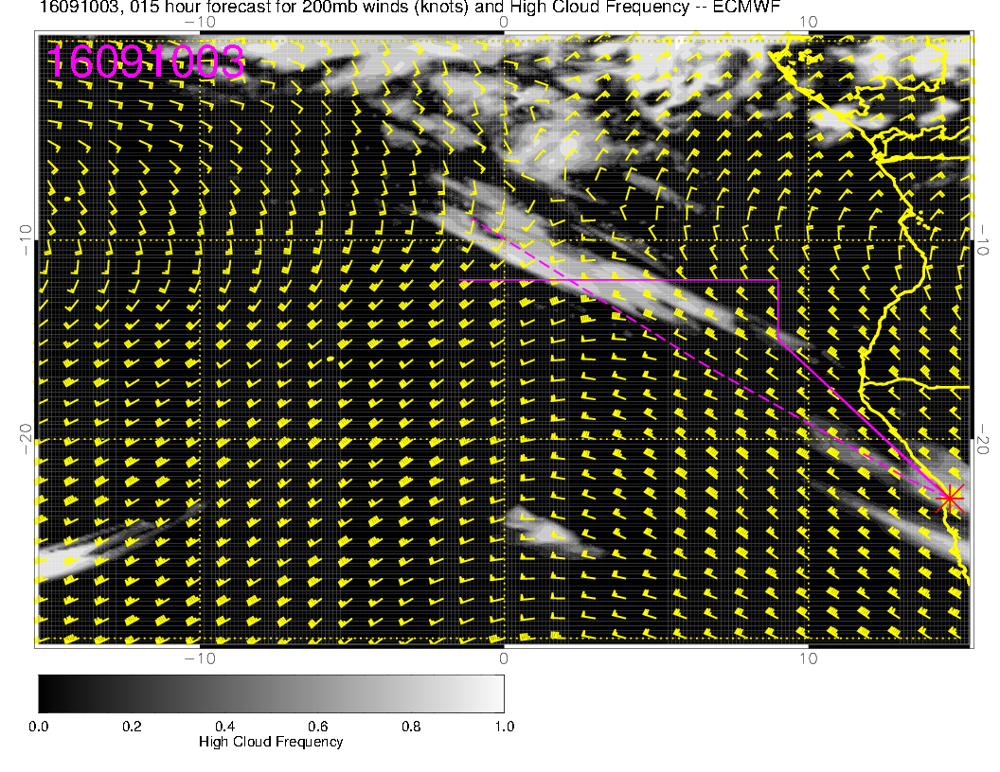 16091003, 015 hour forecast for 200mb winds (knots) and High Cloud Frequency -- ECMWF
−10 0 10
16091003
−10 −10
−20 −20
−10 0 10
0.0 0.2 0.4 0.6 0.8 1.0
High Cloud Frequency